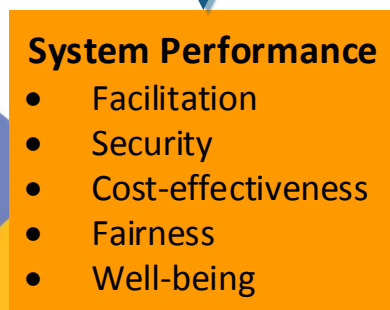 System Performance
• Facilitation
• Security
• Cost-effectiveness
• Fairness
• Well-being